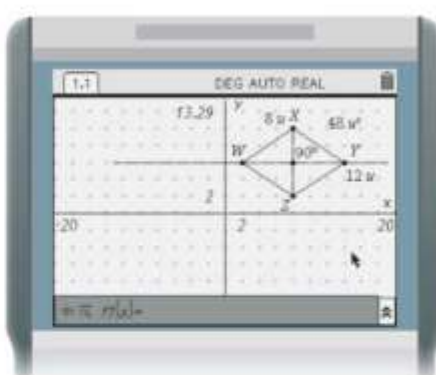 1.1 DEG AUTO REAL
13.29 y 8 u X 48 u²
W 90° Y
12 u
2 Z x
-20 2 20